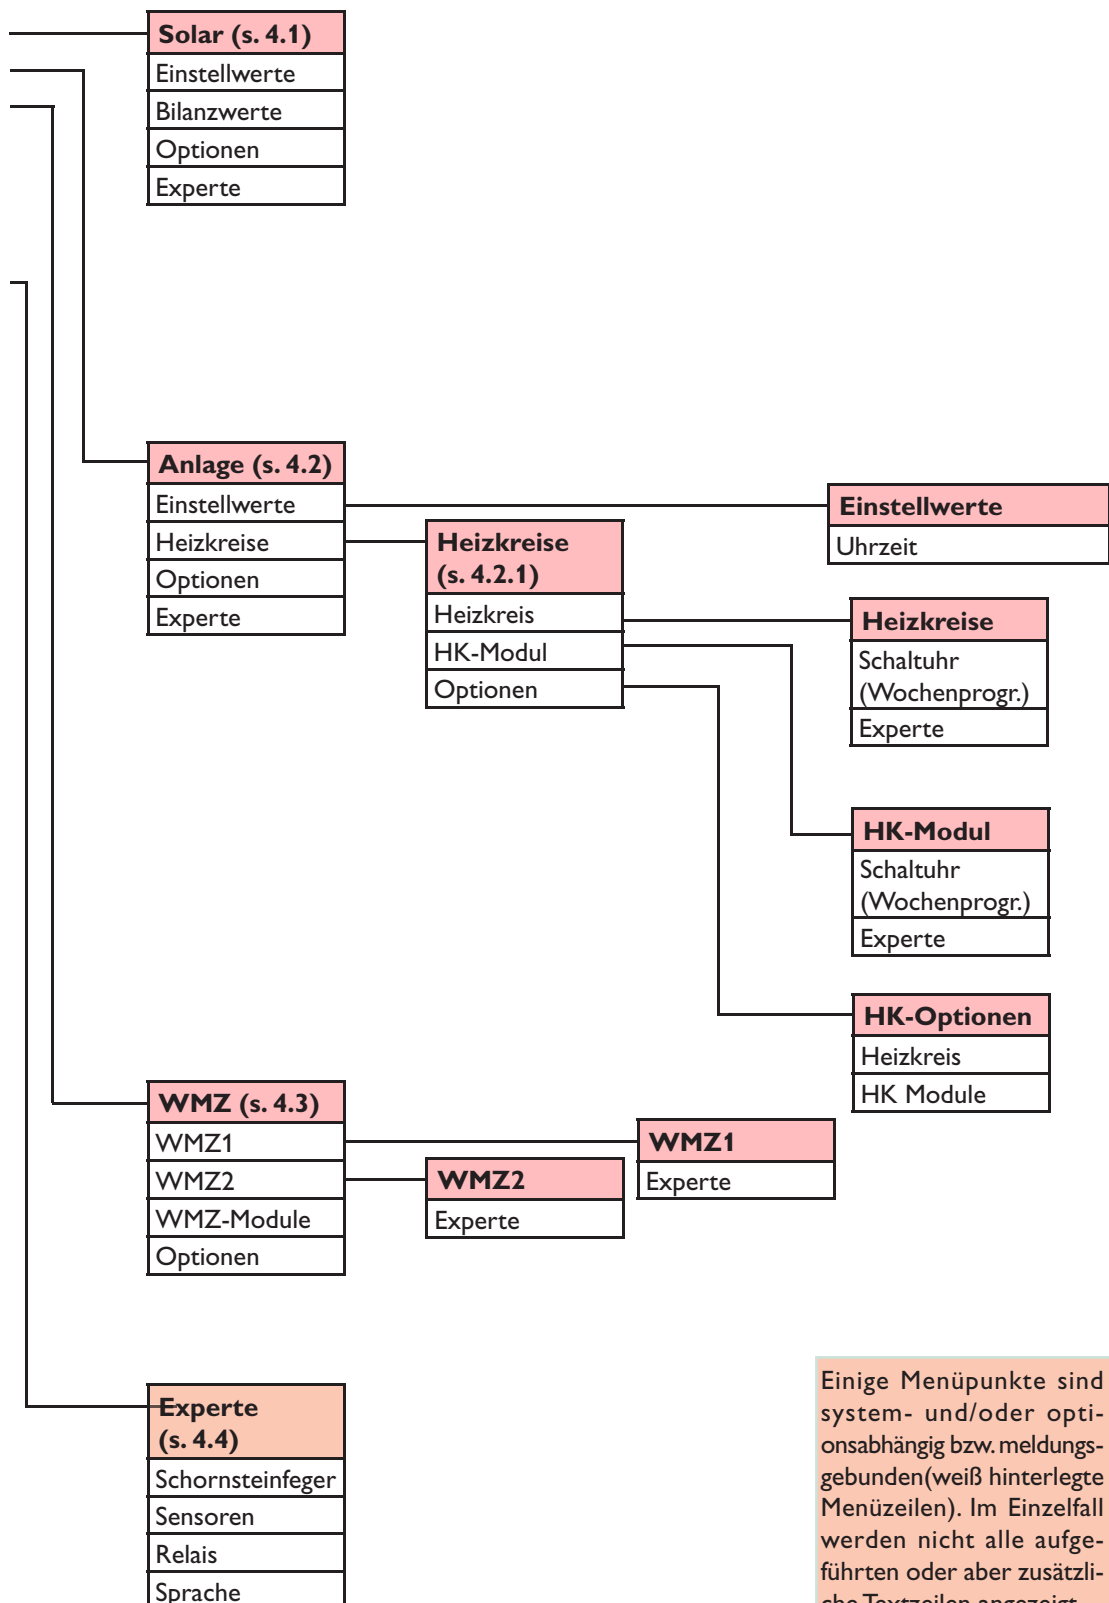 Solar (s. 4.1)
Einstellwerte
Bilanzwerte
Optionen
Experte
Anlage (s. 4.2)
Einstellwerte
Heizkreise
Optionen
Experte
Heizkreise
(s. 4.2.1)
Heizkreis
HK-Modul
Optionen
Einstellwerte
Uhrzeit
Heizkreise
Schaltuhr
(Wochenprogr.)
Experte
HK-Modul
Schaltuhr
(Wochenprogr.)
Experte
HK-Optionen
Heizkreis
HK Module
WMZ (s. 4.3)
WMZ1
WMZ2
WMZ-Module
Optionen
WMZ2
Experte
WMZ1
Experte
Experte
(s. 4.4)
Schornsteinfeger
Sensoren
Relais
Sprache
Einige Menüpunkte sind
system- und/oder opti-
onsabhängig bzw. meldungs-
gebunden(weiß hinterlegte
Menüzeilen). Im Einzelfall
werden nicht alle aufge-
führten oder aber zusätzli-
che Textzeilen angezeigt